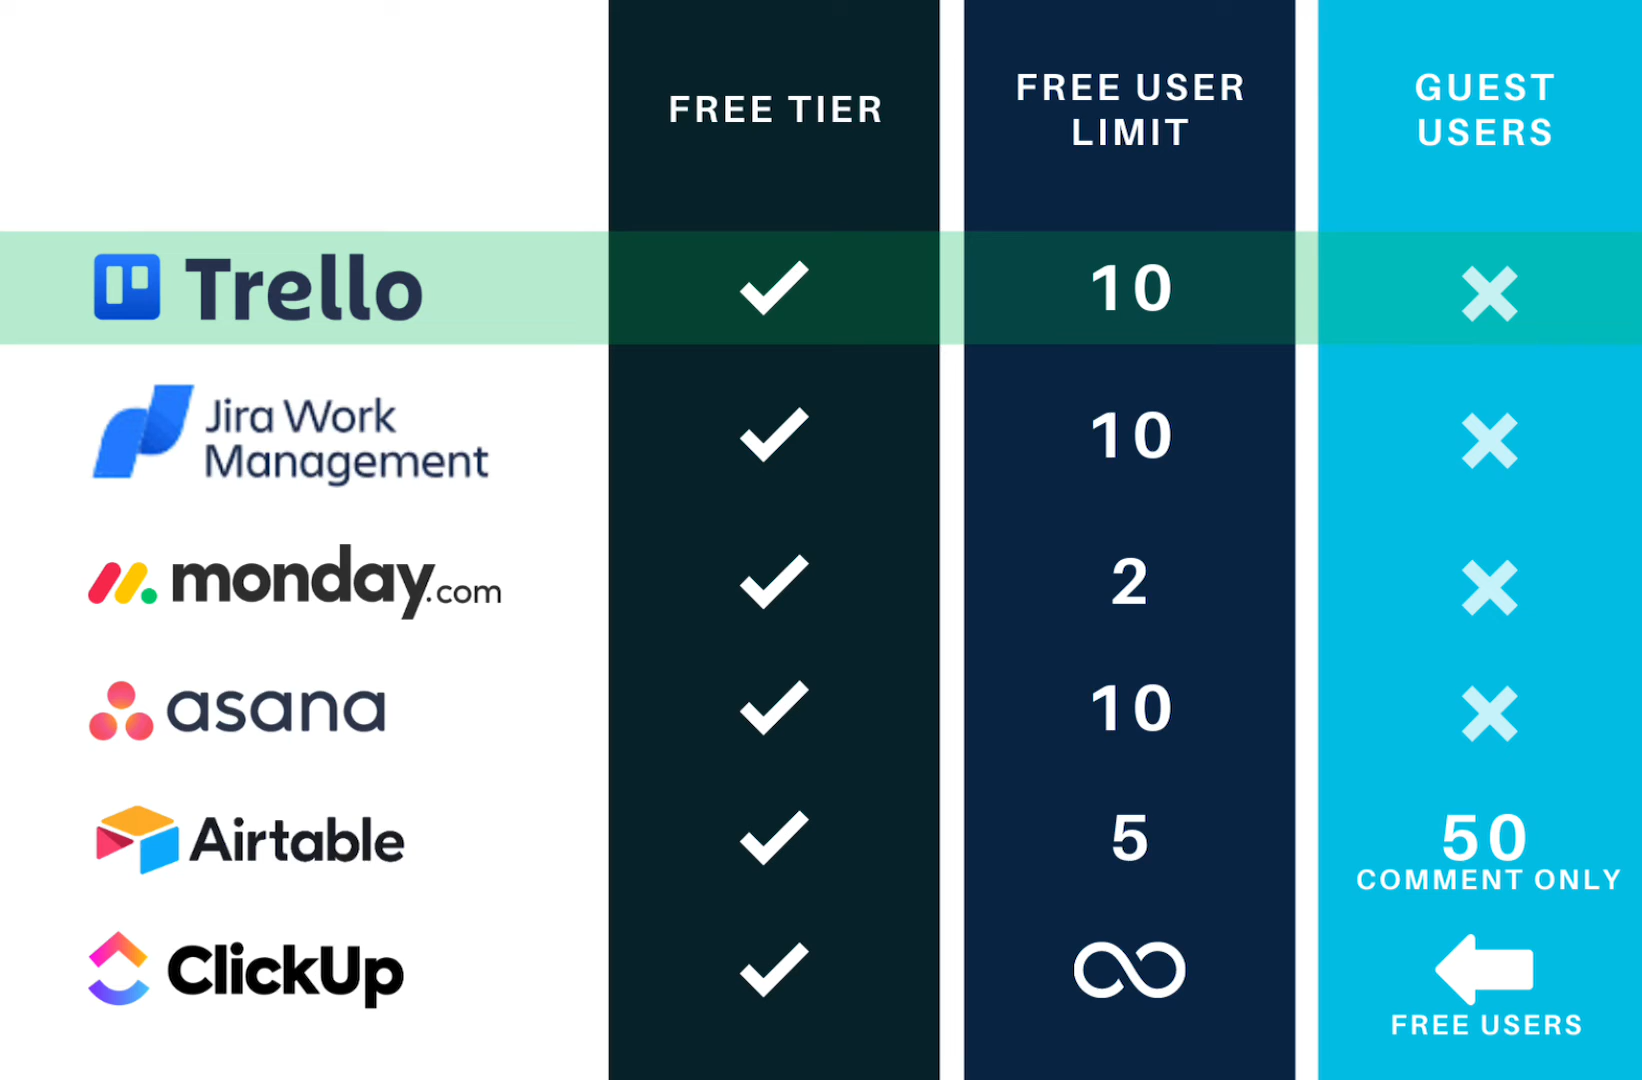 FREE TIER
FREE USER
LIMIT
GUEST
USERS
Trello
10
Jira Work
Management
10
monday.com
2
asana
10
Airtable
5
50
COMMENT ONLY
ClickUp
∞
FREE USERS